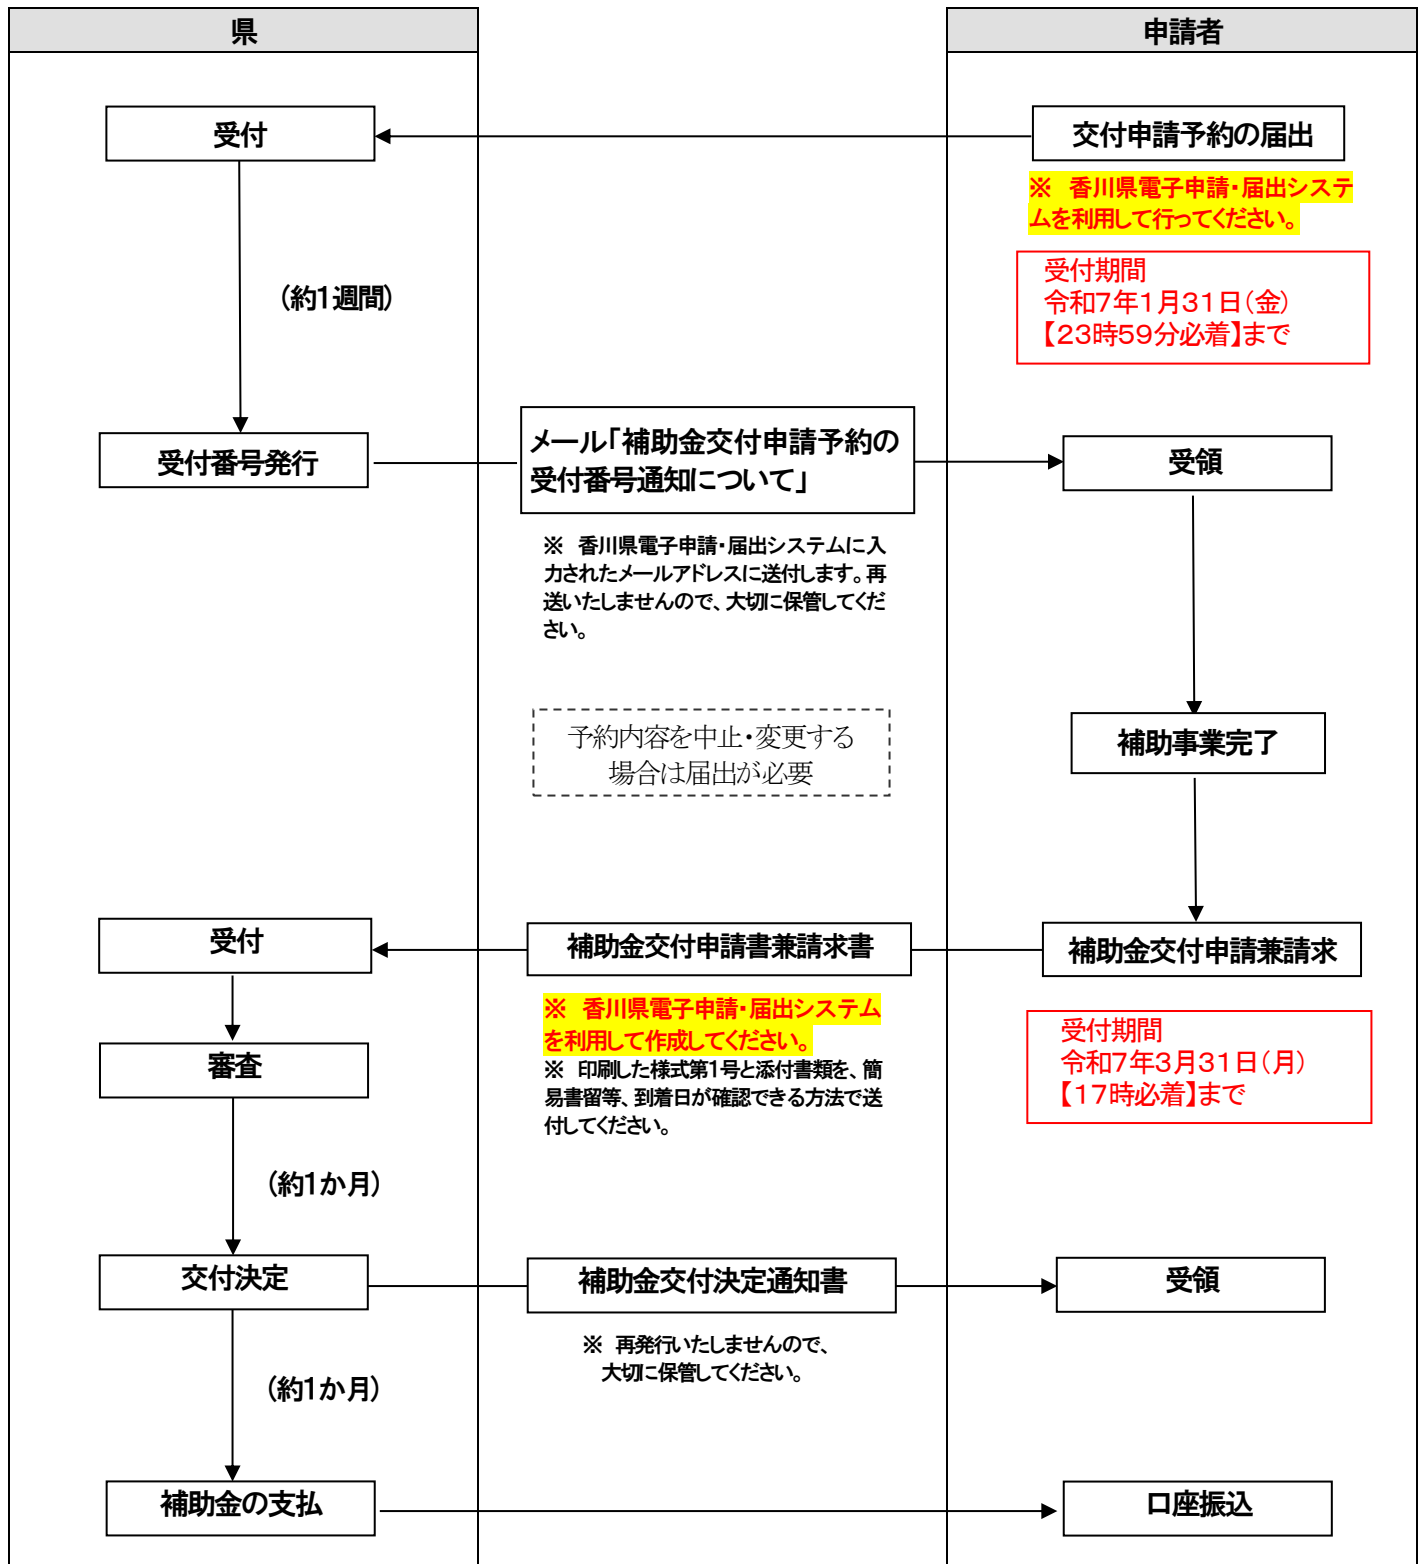 県
申請者
受付
交付申請予約の届出
※ 香川県電子申請・届出システ
ムを利用して行ってください。
受付期間
令和7年1月31日(金)
【23時59分必着】まで
(約1週間)
受付番号発行
メール「補助金交付申請予約の
受付番号通知について」
受領
※ 香川県電子申請・届出システムに入
力されたメールアドレスに送付します。再
送いたしませんので、大切に保管してくだ
さい。
予約内容を中止・変更する
場合は届出が必要
補助事業完了
受付
補助金交付申請書兼請求書
補助金交付申請兼請求
※ 香川県電子申請・届出システム
を利用して作成してください。
※ 印刷した様式第1号と添付書類を、簡
易書留等、到着日が確認できる方法で送
付してください。
受付期間
令和7年3月31日(月)
【17時必着】まで
審査
(約1か月)
交付決定
補助金交付決定通知書
受領
※ 再発行いたしませんので、
大切に保管してください。
(約1か月)
補助金の支払
口座振込